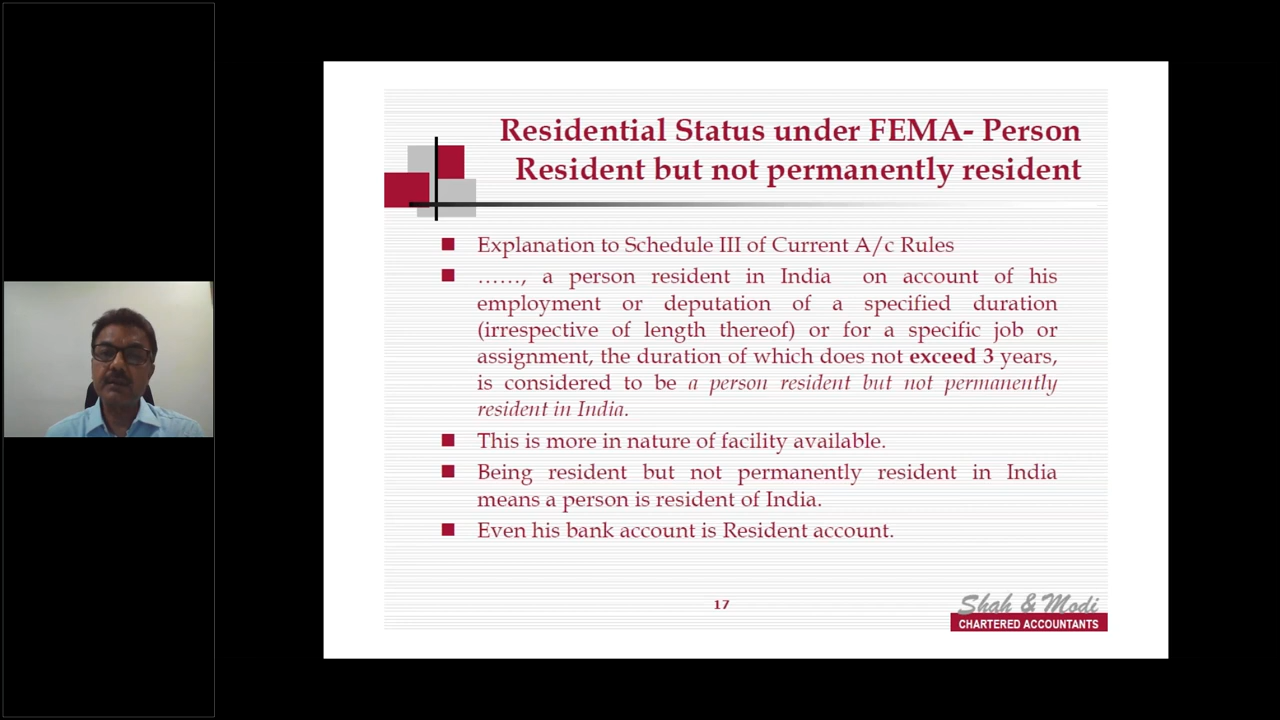 Residential Status under FEMA- Person
Resident but not permanently resident
Explanation to Schedule III of Current A/c Rules
……, a person resident in India on account of his
employment or deputation of a specified duration
(irrespective of length thereof) or for a specific job or
assignment, the duration of which does not exceed 3 years,
is considered to be a person resident but not permanently
resident in India.
This is more in nature of facility available.
Being resident but not permanently resident in India
means a person is resident of India.
Even his bank account is Resident account.
17
Shah & Modi
CHARTERED ACCOUNTANTS